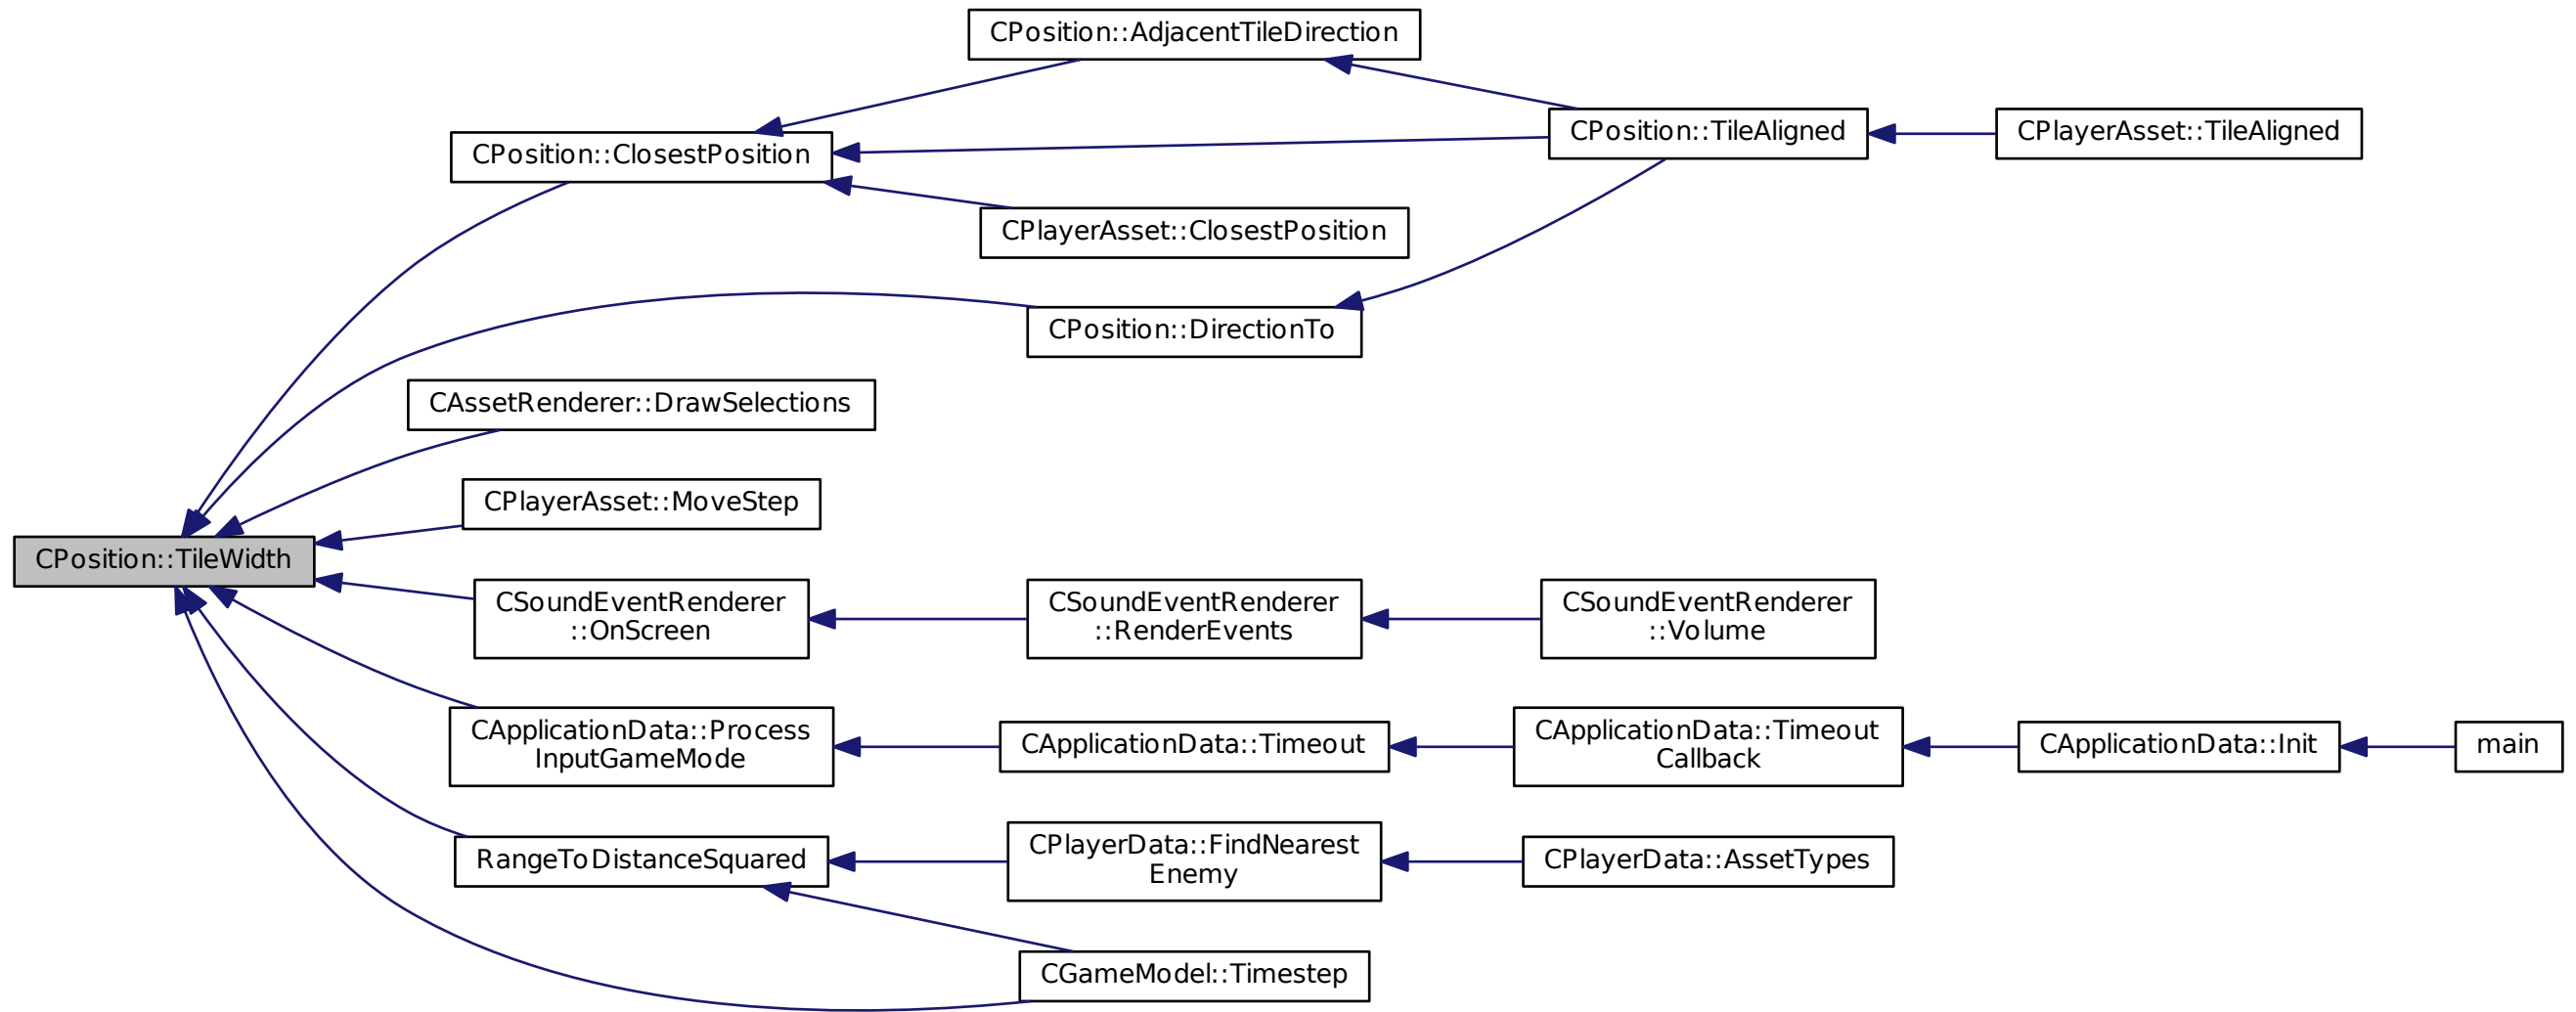 CPosition::AdjacentTileDirection
CPosition::TileAligned
CPlayerAsset::TileAligned
CPosition::ClosestPosition
CPlayerAsset::ClosestPosition
CPosition::DirectionTo
CAssetRenderer::DrawSelections
CPlayerAsset::MoveStep
CPosition::TileWidth
CSoundEventRenderer
::OnScreen
CSoundEventRenderer
::RenderEvents
CSoundEventRenderer
::Volume
CApplicationData::Process
InputGameMode
CApplicationData::Timeout
CApplicationData::Timeout
Callback
CApplicationData::Init
main
RangeToDistanceSquared
CPlayerData::FindNearest
Enemy
CPlayerData::AssetTypes
CGameModel::Timestep